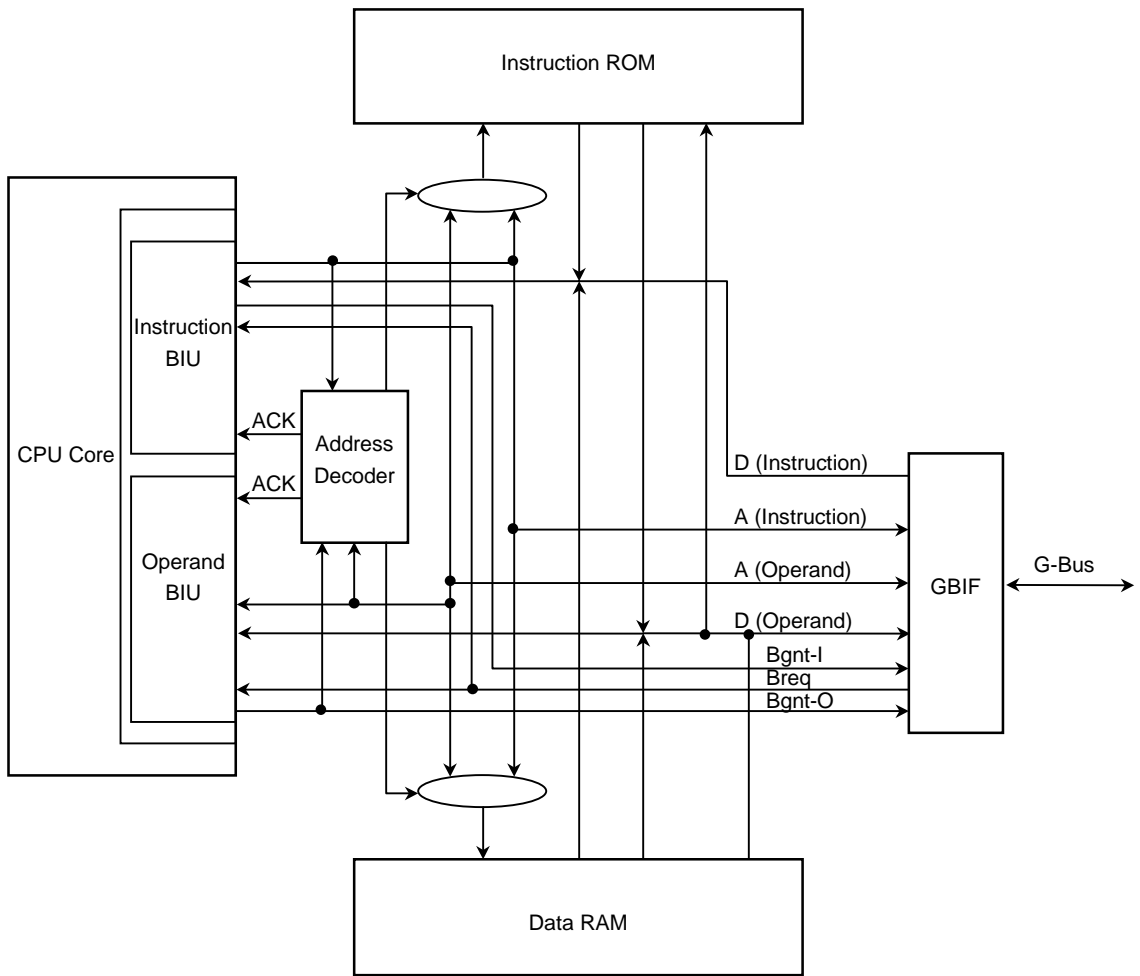 Instruction ROM
Instruction
BIU
CPU Core
ACK
ACK
Address
Decoder
Operand
BIU
D (Instruction)
A (Instruction)
A (Operand)
D (Operand)
Bgnt-I
Breq
Bgnt-O
GBIF
G-Bus
Data RAM